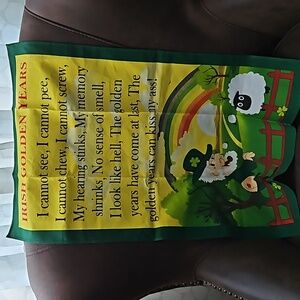 IRISH GOLDEN YEARS
I cannot see, I cannot pee,
I cannot chew, I cannot screw,
My hearing stinks, My memory
shrinks, No sense of smell,
I look like hell, The golden
years have come at last, The
golden years can kiss my ass!